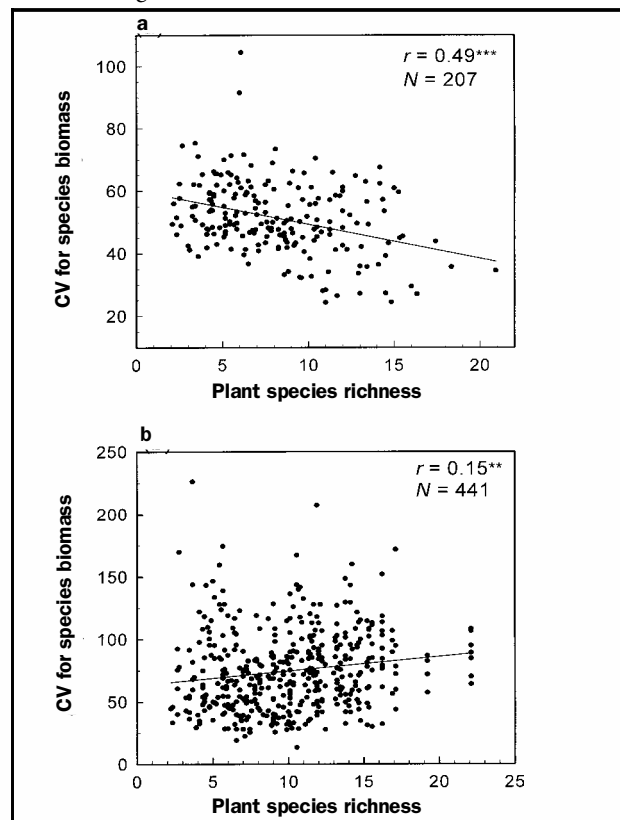 a
r = 0.49***
N = 207
100
80
60
40
20
CV for species biomass
0 5 10 15 20
Plant species richness
b
r = 0.15**
N = 441
250
200
150
100
50
0
CV for species biomass
0 5 10 15 20 25
Plant species richness